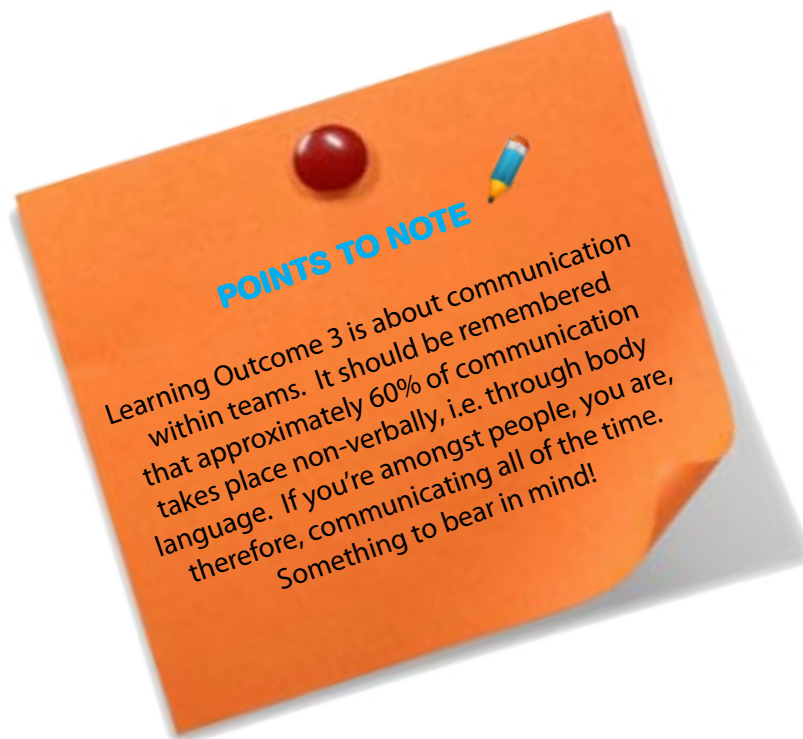 POINTS TO NOTE
Learning Outcome 3 is about communication
within teams.  It should be remembered
that approximately 60% of communication
takes place non-verbally, i.e. through body
language.  If you're amongst people, you are,
therefore, communicating all of the time.
Something to bear in mind!